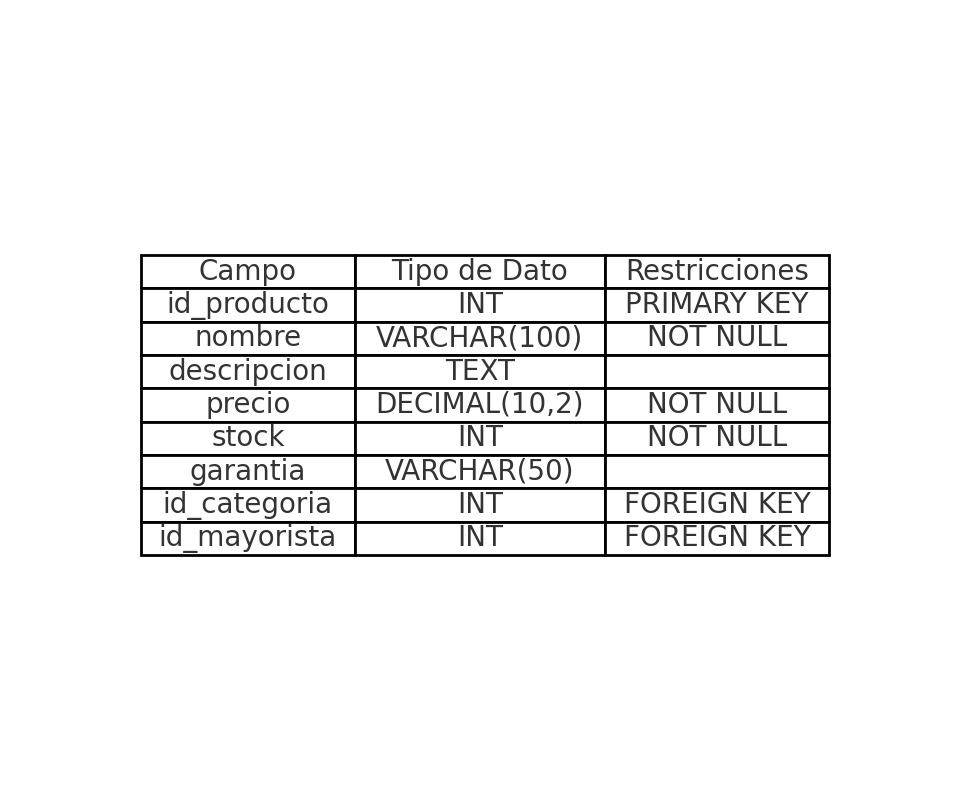 Campo Tipo de Dato Restricciones
id_producto INT PRIMARY KEY
nombre VARCHAR(100) NOT NULL
descripcion TEXT
precio DECIMAL(10,2) NOT NULL
stock INT NOT NULL
garantia VARCHAR(50)
id_categoria INT FOREIGN KEY
id_mayorista INT FOREIGN KEY